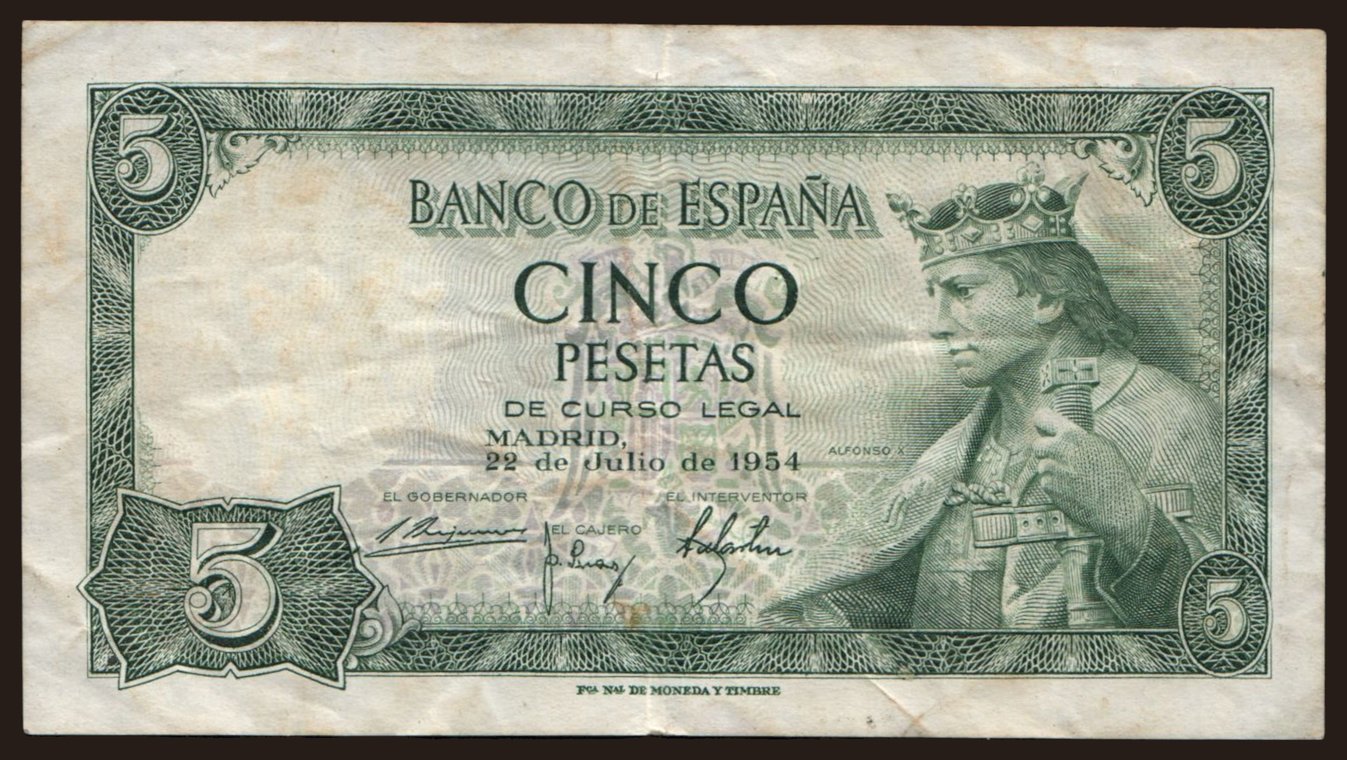 5
5
BANCO DE ESPAÑA
CINCO
PESETAS
DE CURSO LEGAL
MADRID,
22 de Julio de 1954
ALFONSO X
EL GOBERNADOR
EL INTERVENTOR
EL CAJERO
5
5
Fca NAL DE MONEDA Y TIMBRE